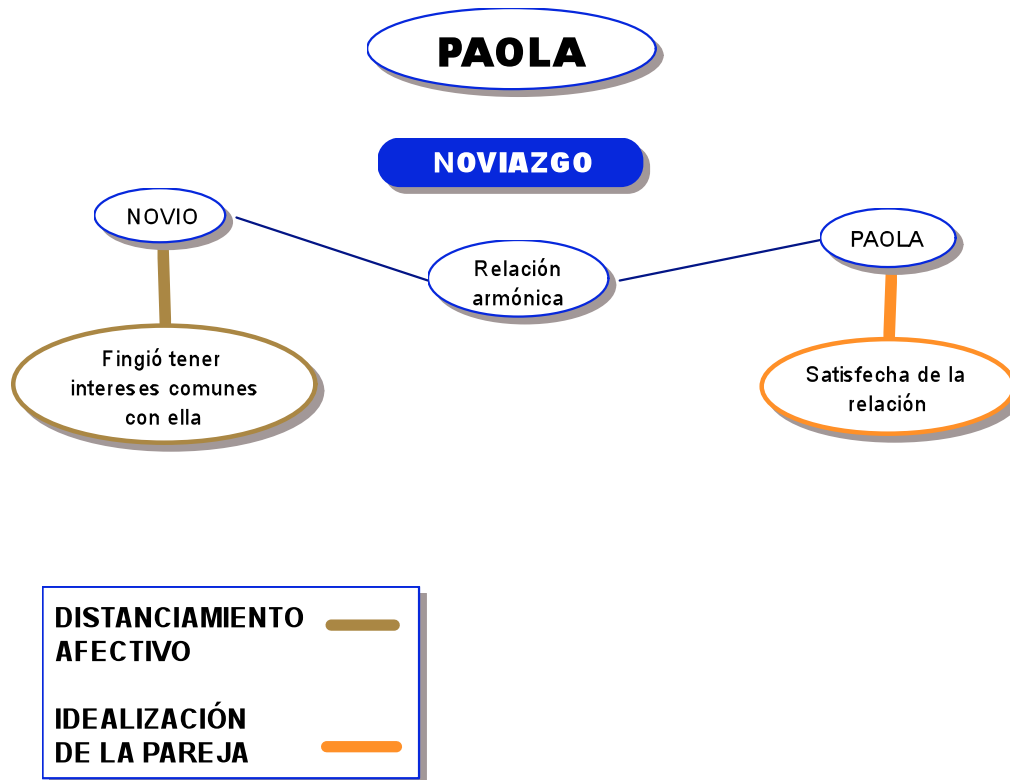 PAOLA
NOVIAZGO
NOVIO
PAOLA
Relación
armónica
Fingió tener
intereses comunes
con ella
Satisfecha de la
relación
DISTANCIAMIENTO
AFECTIVO
IDEALIZACIÓN
DE LA PAREJA